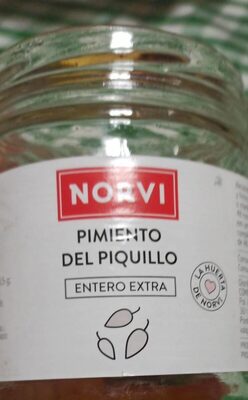 NORVI
PIMIENTO
DEL PIQUILLO
ENTERO EXTRA
LA HUERTA
DE NORVI